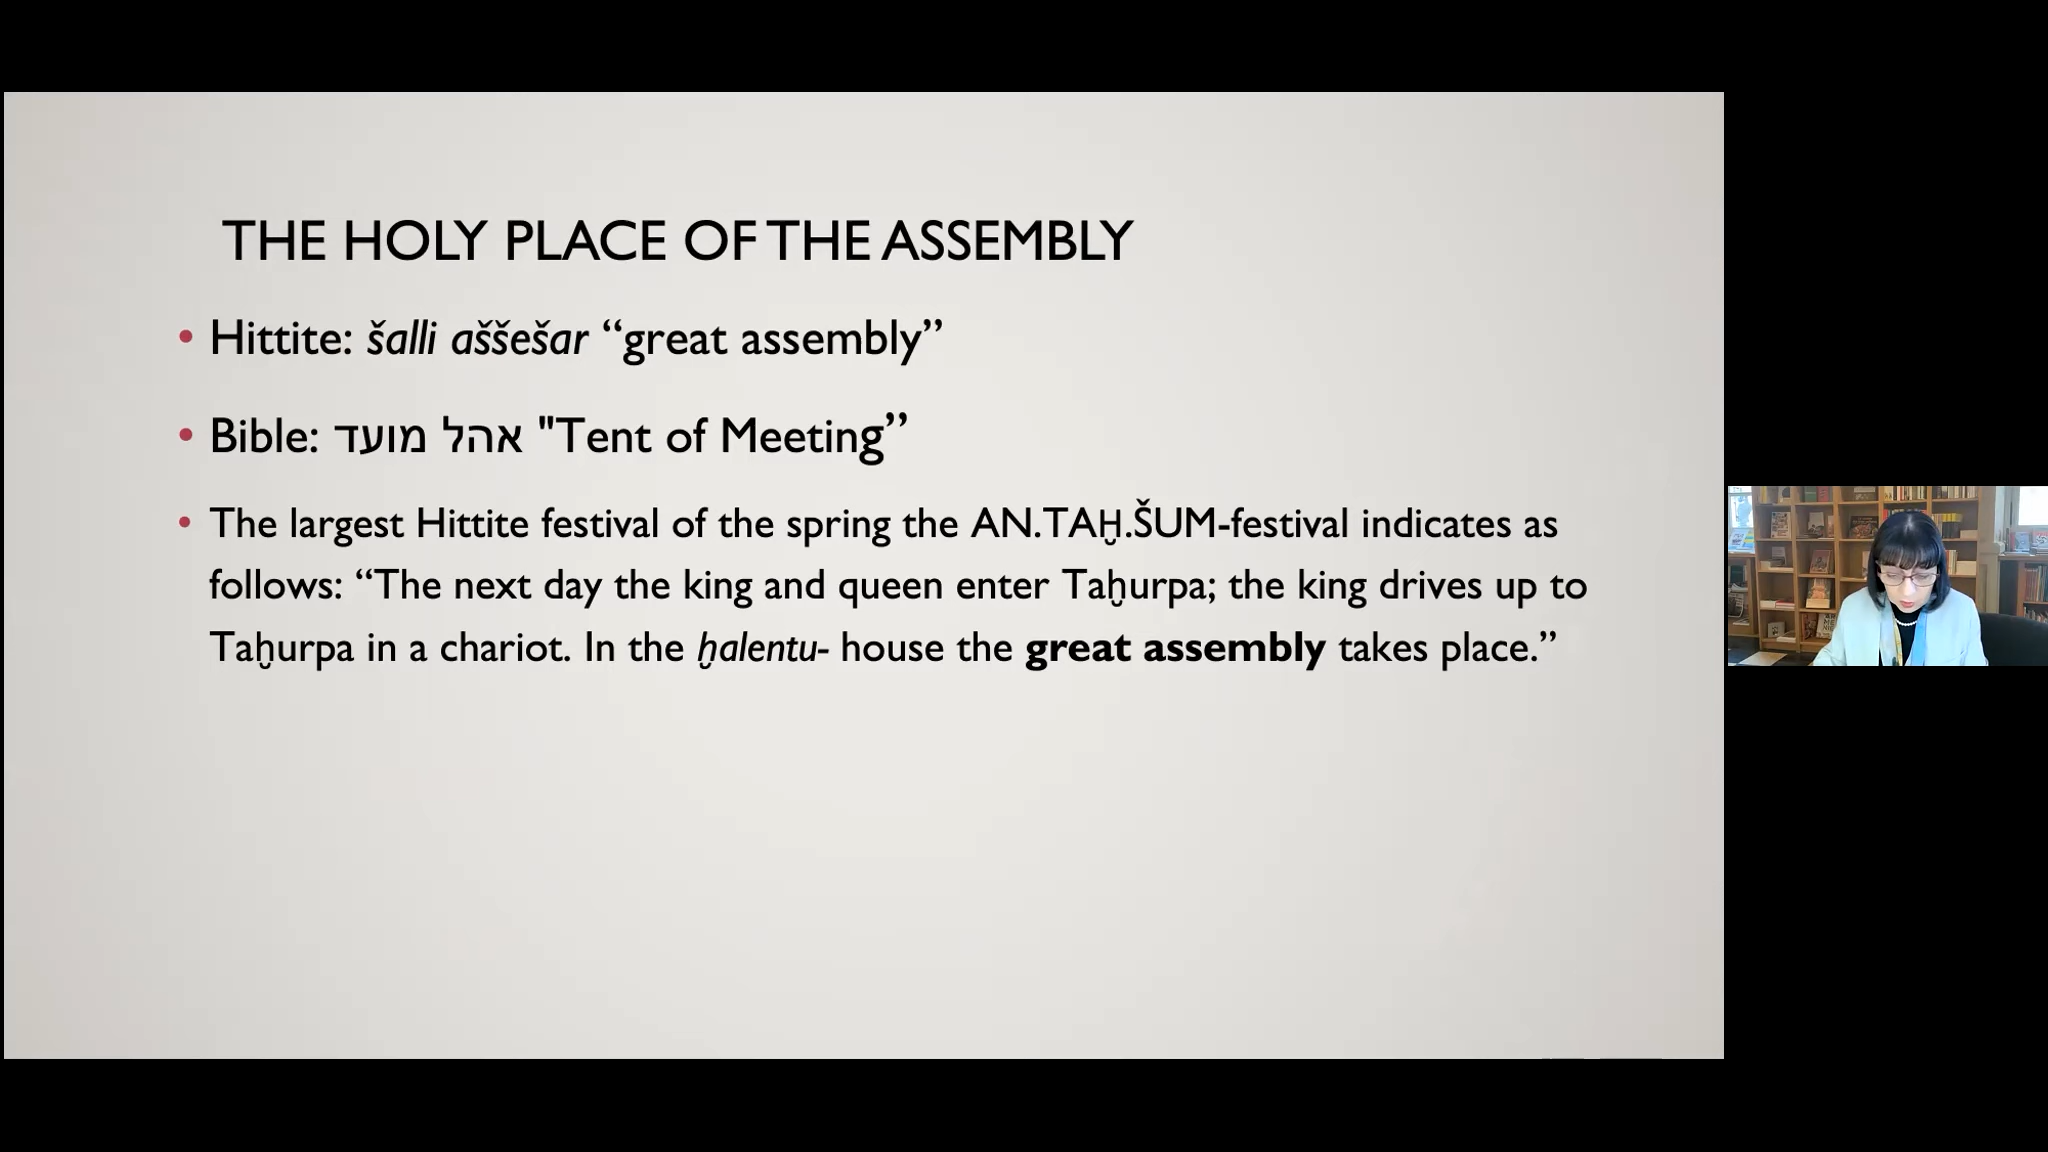 THE HOLY PLACE OF THE ASSEMBLY
• Hittite: šalli aššešar “great assembly”
• Bible: אהל מועד "Tent of Meeting”
• The largest Hittite festival of the spring the AN.TAḪ.ŠUM-festival indicates as
follows: “The next day the king and queen enter Taḫurpa; the king drives up to
Taḫurpa in a chariot. In the ḫalentu- house the great assembly takes place.”